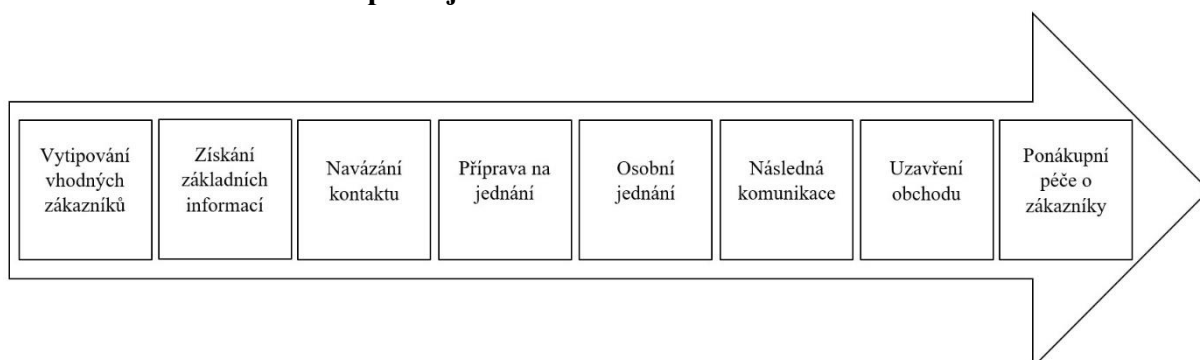 Vytipování
vhodných
zákazníků
Získání
základních
informací
Navázání
kontaktu
Příprava na
jednání
Osobní
jednání
Následná
komunikace
Uzavření
obchodu
Ponákupní
péče o
zákazníky